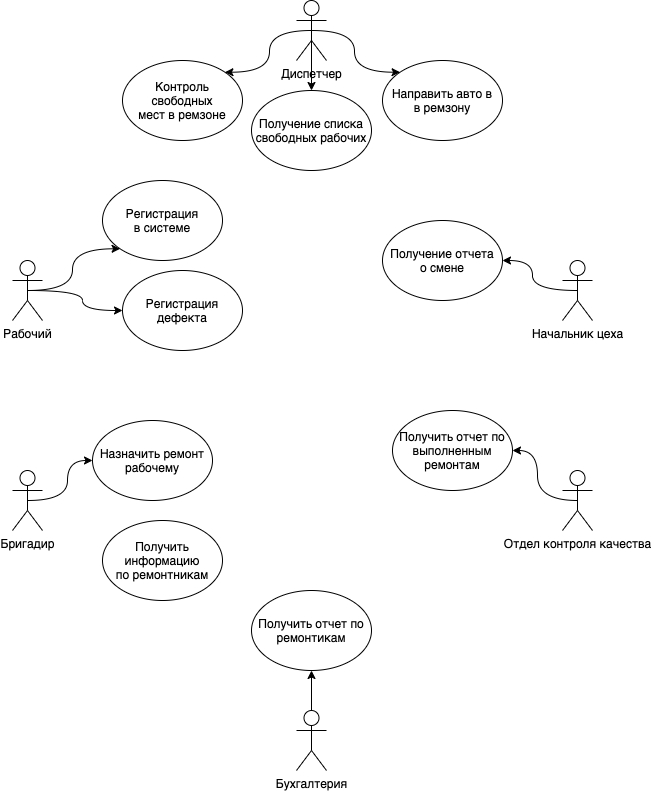 Диспетчер
Контроль
свободных
мест в ремзоне
Получение списка
свободных рабочих
Направить авто в
в ремзону
Регистрация
в системе
Регистрация
дефекта
Рабочий
Получение отчета
о смене
Начальник цеха
Назначить ремонт
рабочему
Бригадир
Получить
информацию
по ремонтникам
Получить отчет по
выполненным
ремонтам
Отдел контроля качества
Получить отчет по
ремонтикам
Бухгалтерия